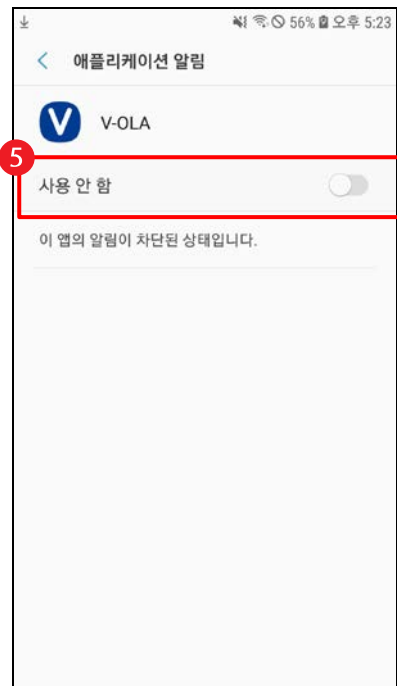 56% 오후 5:23
애플리케이션 알림
V V-OLA
5
사용 안 함
이 앱의 알림이 차단된 상태입니다.